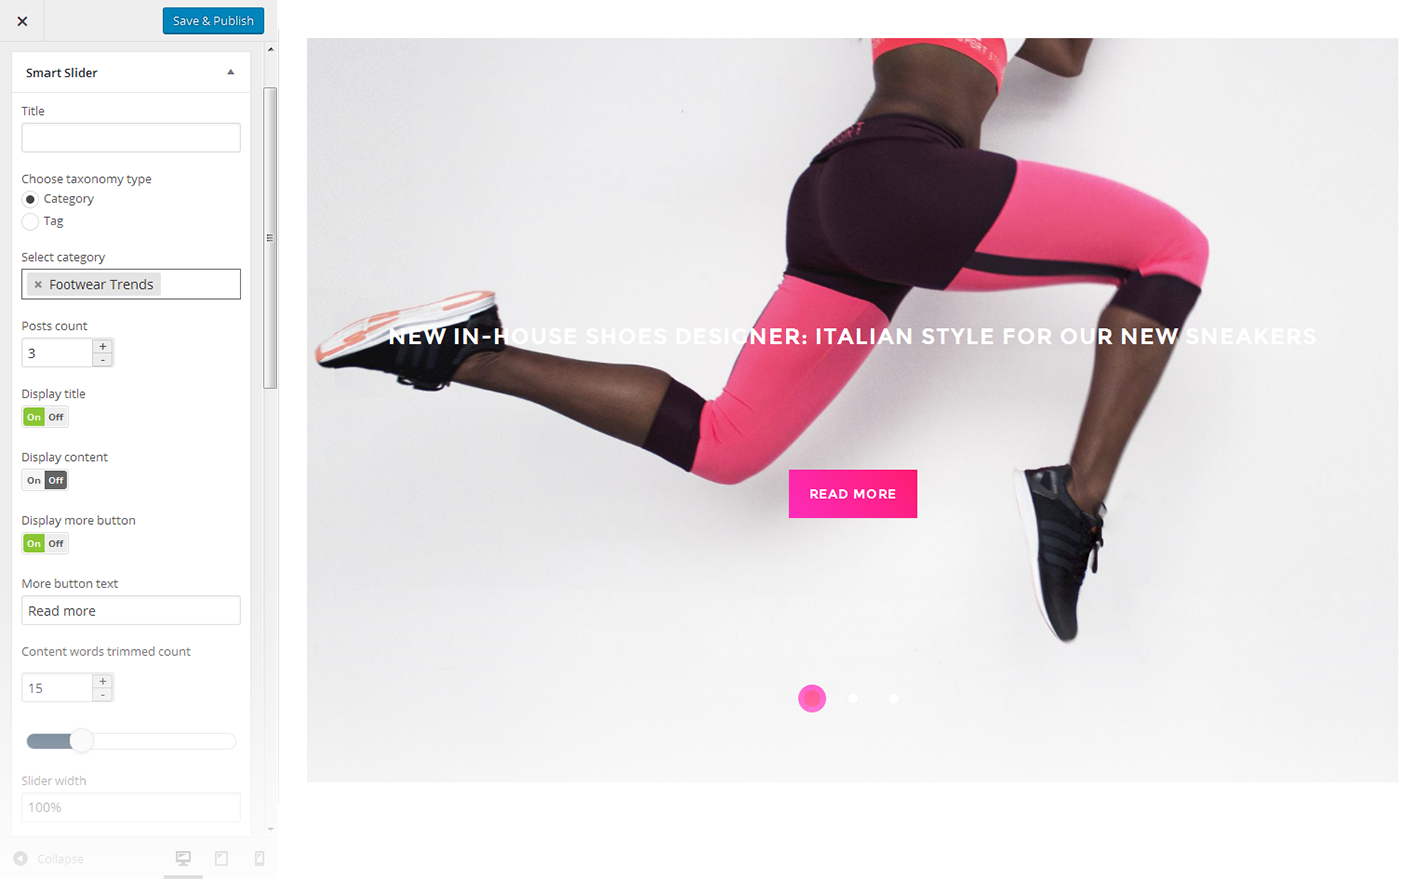 Save & Publish
Smart Slider
Title
Choose taxonomy type
Category
Tag
Select category
Footwear Trends
Posts count
3
+
-
Display title
On Off
Display content
On Off
Display more button
On Off
More button text
Read more
Content words trimmed count
15
+
-
Slider width
100%
Collapse
NEW IN-HOUSE SHOES DESIGNER: ITALIAN STYLE FOR OUR NEW SNEAKERS
READ MORE